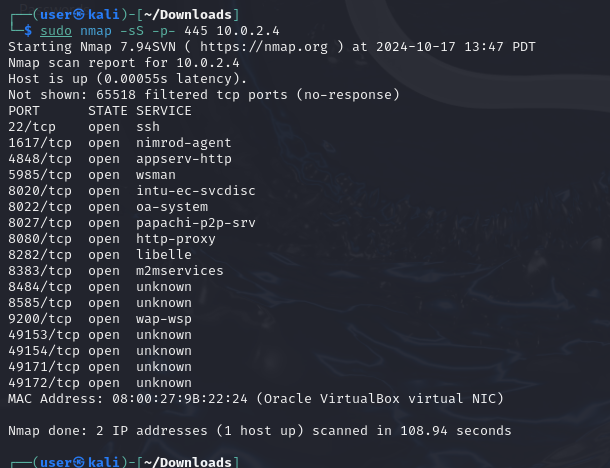 ┌──(user㉿kali)-[~/Downloads]
└─$ sudo nmap -sS -p- 445 10.0.2.4
Starting Nmap 7.94SVN ( https://nmap.org ) at 2024-10-17 13:47 PDT
Nmap scan report for 10.0.2.4
Host is up (0.00055s latency).
Not shown: 65518 filtered tcp ports (no-response)
PORT      STATE SERVICE
22/tcp    open  ssh
1617/tcp  open  nimrod-agent
4848/tcp  open  appserv-http
5985/tcp  open  wsman
8020/tcp  open  intu-ec-svcdisc
8022/tcp  open  oa-system
8027/tcp  open  papachi-p2p-srv
8080/tcp  open  http-proxy
8282/tcp  open  libelle
8383/tcp  open  m2mservices
8484/tcp  open  unknown
8585/tcp  open  unknown
9200/tcp  open  wap-wsp
49153/tcp open  unknown
49154/tcp open  unknown
49171/tcp open  unknown
49172/tcp open  unknown
MAC Address: 08:00:27:9B:22:24 (Oracle VirtualBox virtual NIC)
Nmap done: 2 IP addresses (1 host up) scanned in 108.94 seconds
┌──(user㉿kali)-[~/Downloads]